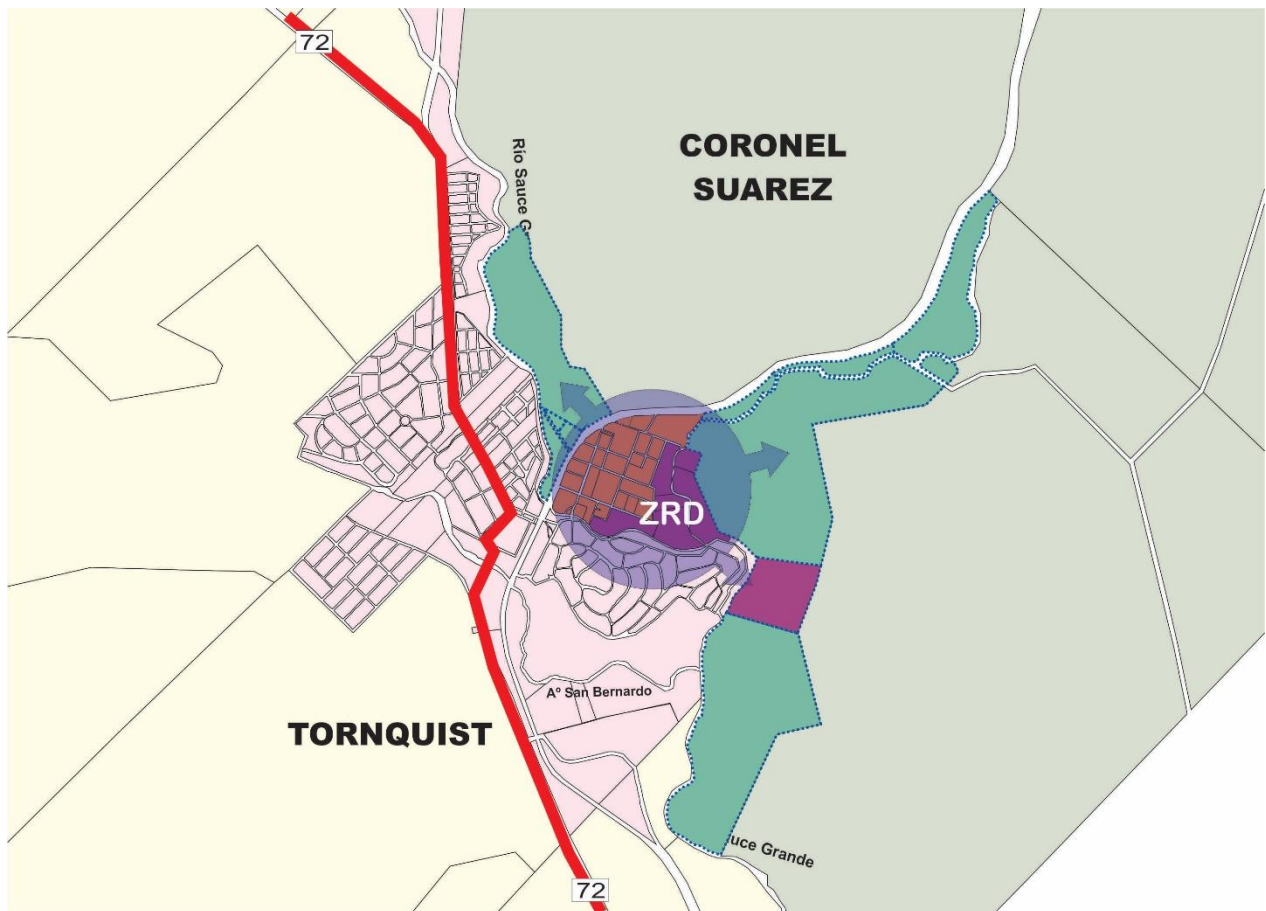 72
CORONEL
SUAREZ
Río Sauce G
ZRD
Aº San Bernardo
TORNQUIST
uce Grande
72